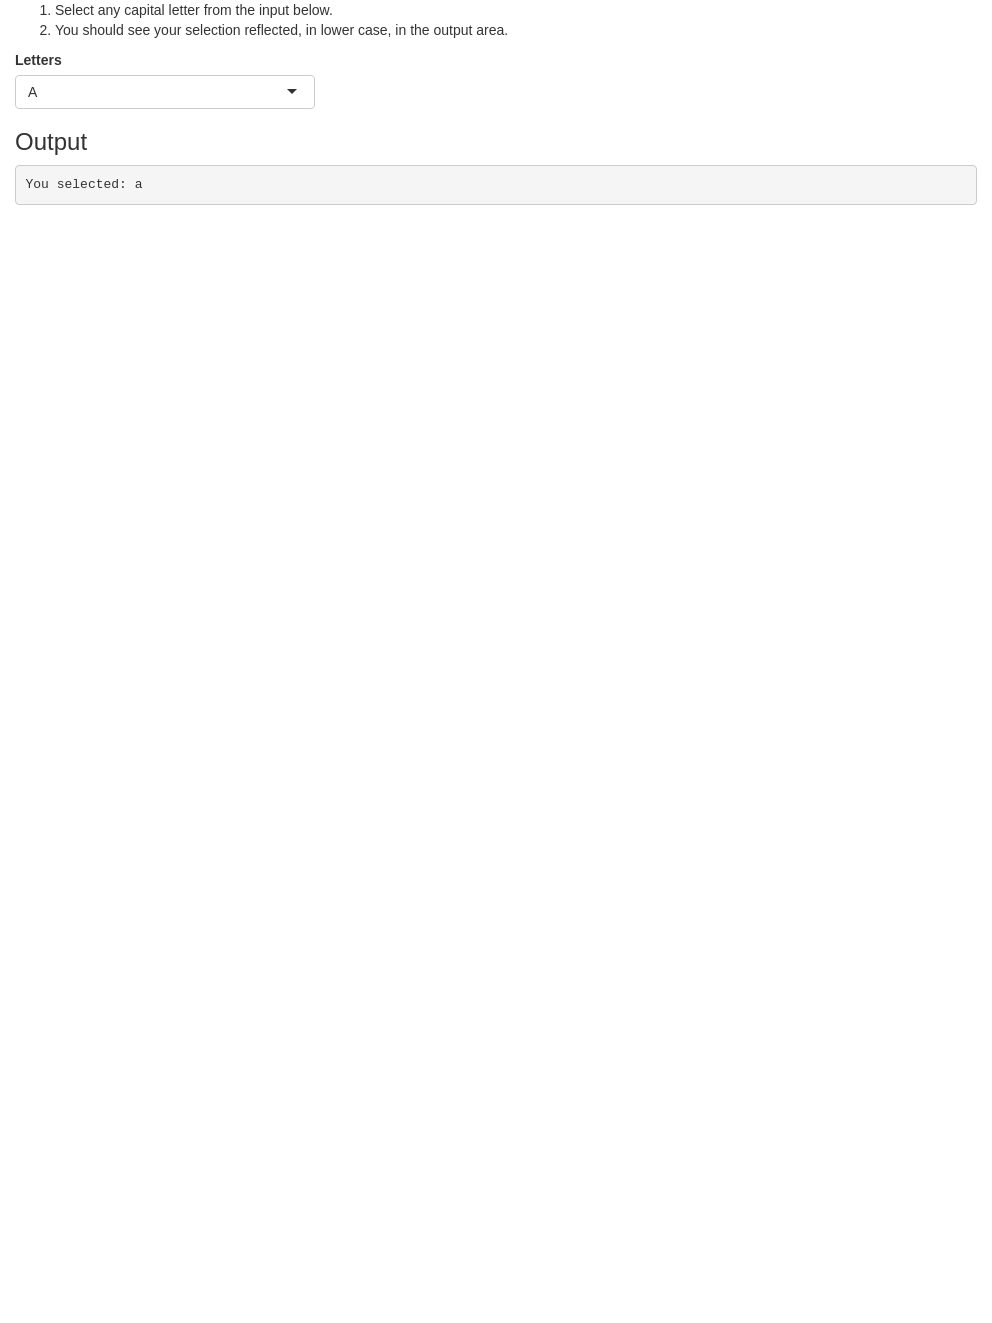 1. Select any capital letter from the input below.
2. You should see your selection reflected, in lower case, in the output area.
Letters
A
Output
You selected: a